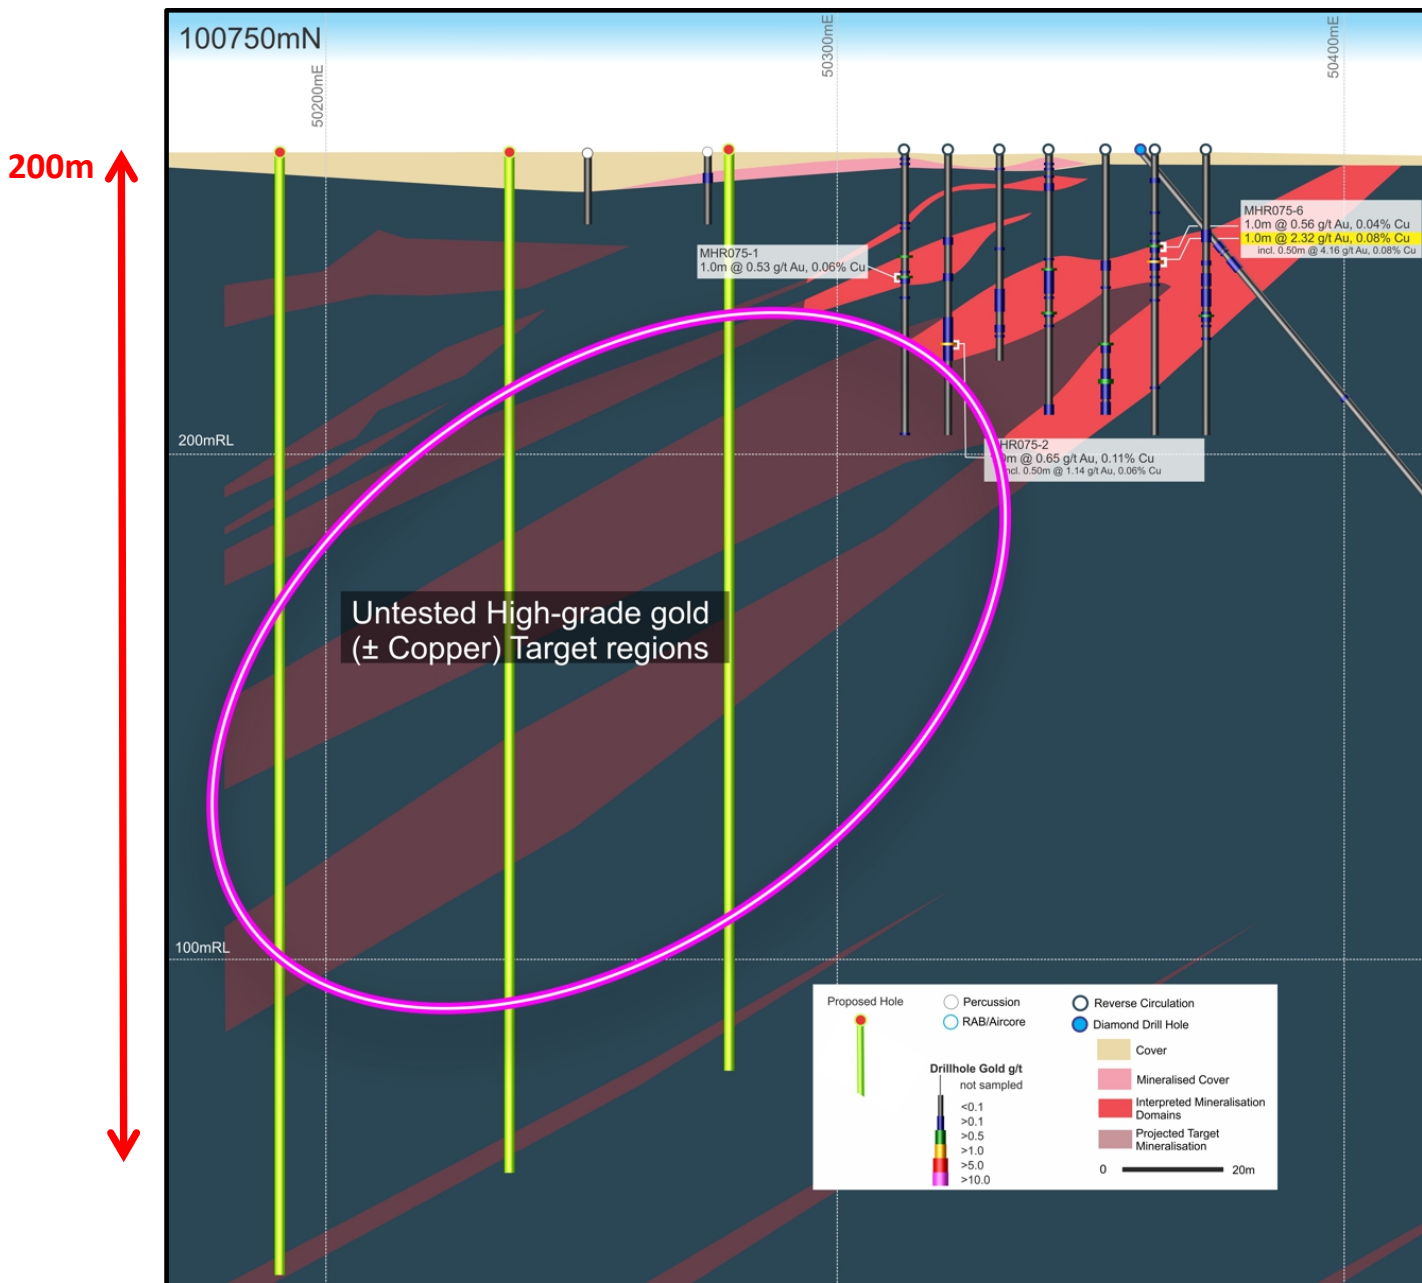 100750mN
50200mE
50300mE
50400mE
200m
MHR075-6
1.0m @ 0.56 g/t Au, 0.04% Cu
1.0m @ 2.32 g/t Au, 0.08% Cu
incl. 0.50m @ 4.16 g/t Au, 0.08% Cu
MHR075-1
1.0m @ 0.53 g/t Au, 0.06% Cu
200mRL
HR075-2
0m @ 0.65 g/t Au, 0.11% Cu
incl. 0.50m @ 1.14 g/t Au, 0.06% Cu
Untested High-grade gold
(± Copper) Target regions
100mRL
Proposed Hole
Percussion
RAB/Aircore
Reverse Circulation
Diamond Drill Hole
Cover
Mineralised Cover
Interpreted Mineralisation
Domains
Projected Target
Mineralisation
0 20m
Drillhole Gold g/t
not sampled
<0.1
>0.1
>0.5
>1.0
>5.0
>10.0